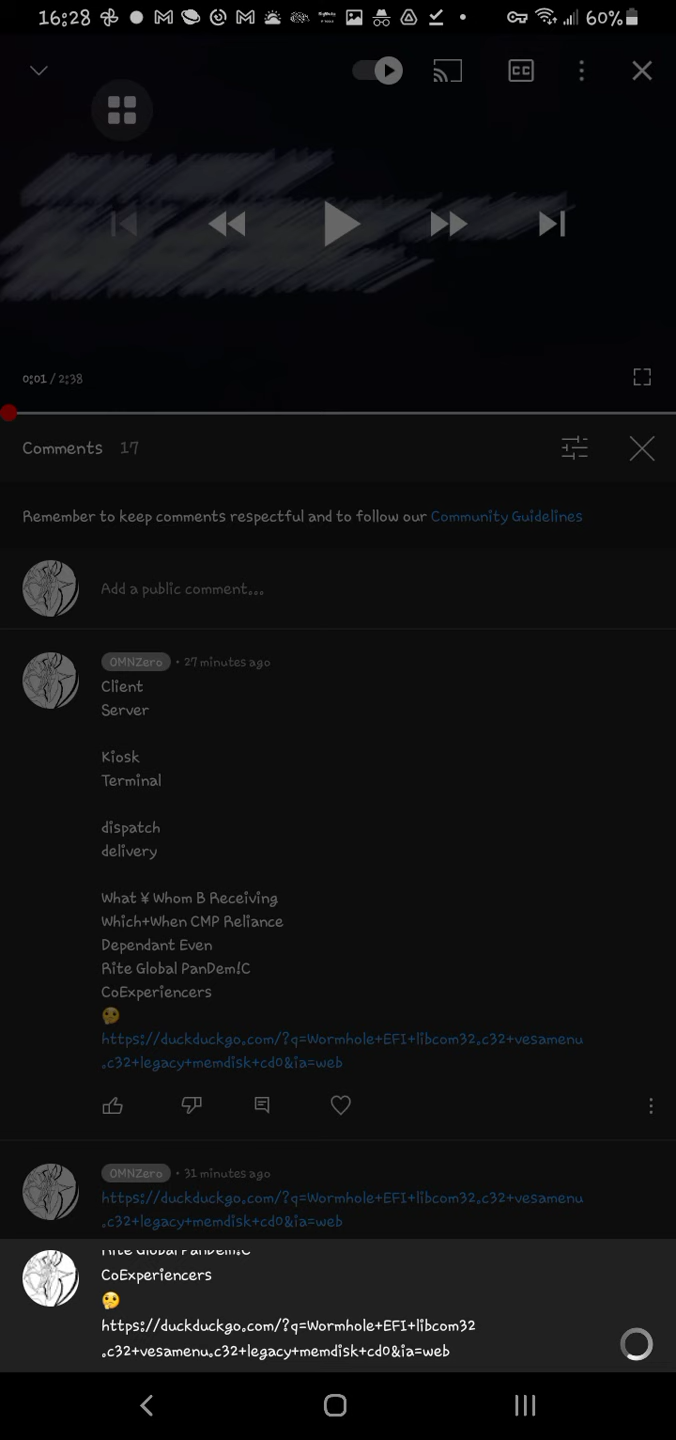 16:28
60%
CC
0:01 / 2:38
Comments 17
Remember to keep comments respectful and to follow our Community Guidelines
Add a public comment...
OMNZero • 27 minutes ago
Client
Server
Kiosk
Terminal
dispatch
delivery
What ¥ Whom B Receiving
Which+When CMP Reliance
Dependant Even
Rite Global PanDem!C
CoExperiencers
🤔
https://duckduckgo.com/?q=Wormhole+EFI+libcom32.c32+vesamenu
.c32+legacy+memdisk+cd0&ia=web
OMNZero • 31 minutes ago
https://duckduckgo.com/?q=Wormhole+EFI+libcom32.c32+vesamenu
.c32+legacy+memdisk+cd0&ia=web
Rite Global PanDem!C
CoExperiencers
🤔
https://duckduckgo.com/?q=Wormhole+EFI+libcom32
.c32+vesamenu.c32+legacy+memdisk+cd0&ia=web